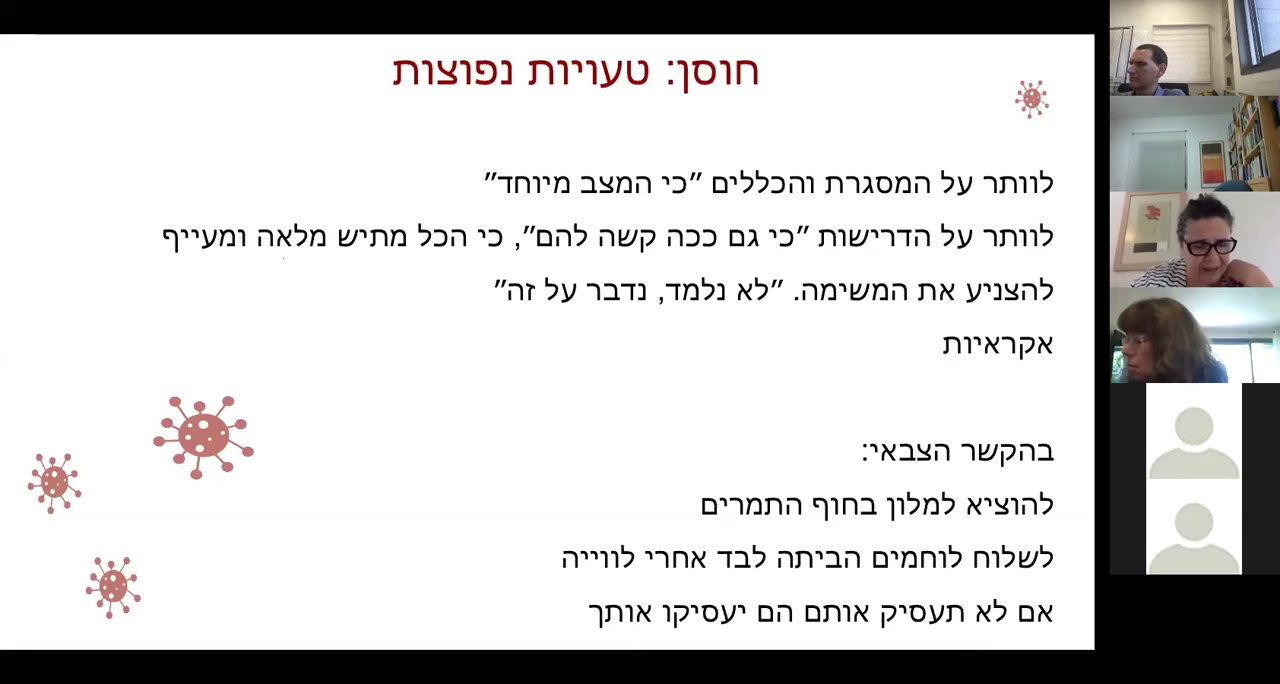 חוסן: טעויות נפוצות
לוותר על המסגרת והכללים "כי המצב מיוחד"
לוותר על הדרישות "כי גם ככה קשה להם", כי הכל מתיש מלאה ומעייף
להצניע את המשימה. "לא נלמד, נדבר על זה"
אקראיות
בהקשר הצבאי:
להוציא למלון בחוף התמרים
לשלוח לוחמים הביתה לבד אחרי לווייה
אם לא תעסיק אותם הם יעסיקו אותך